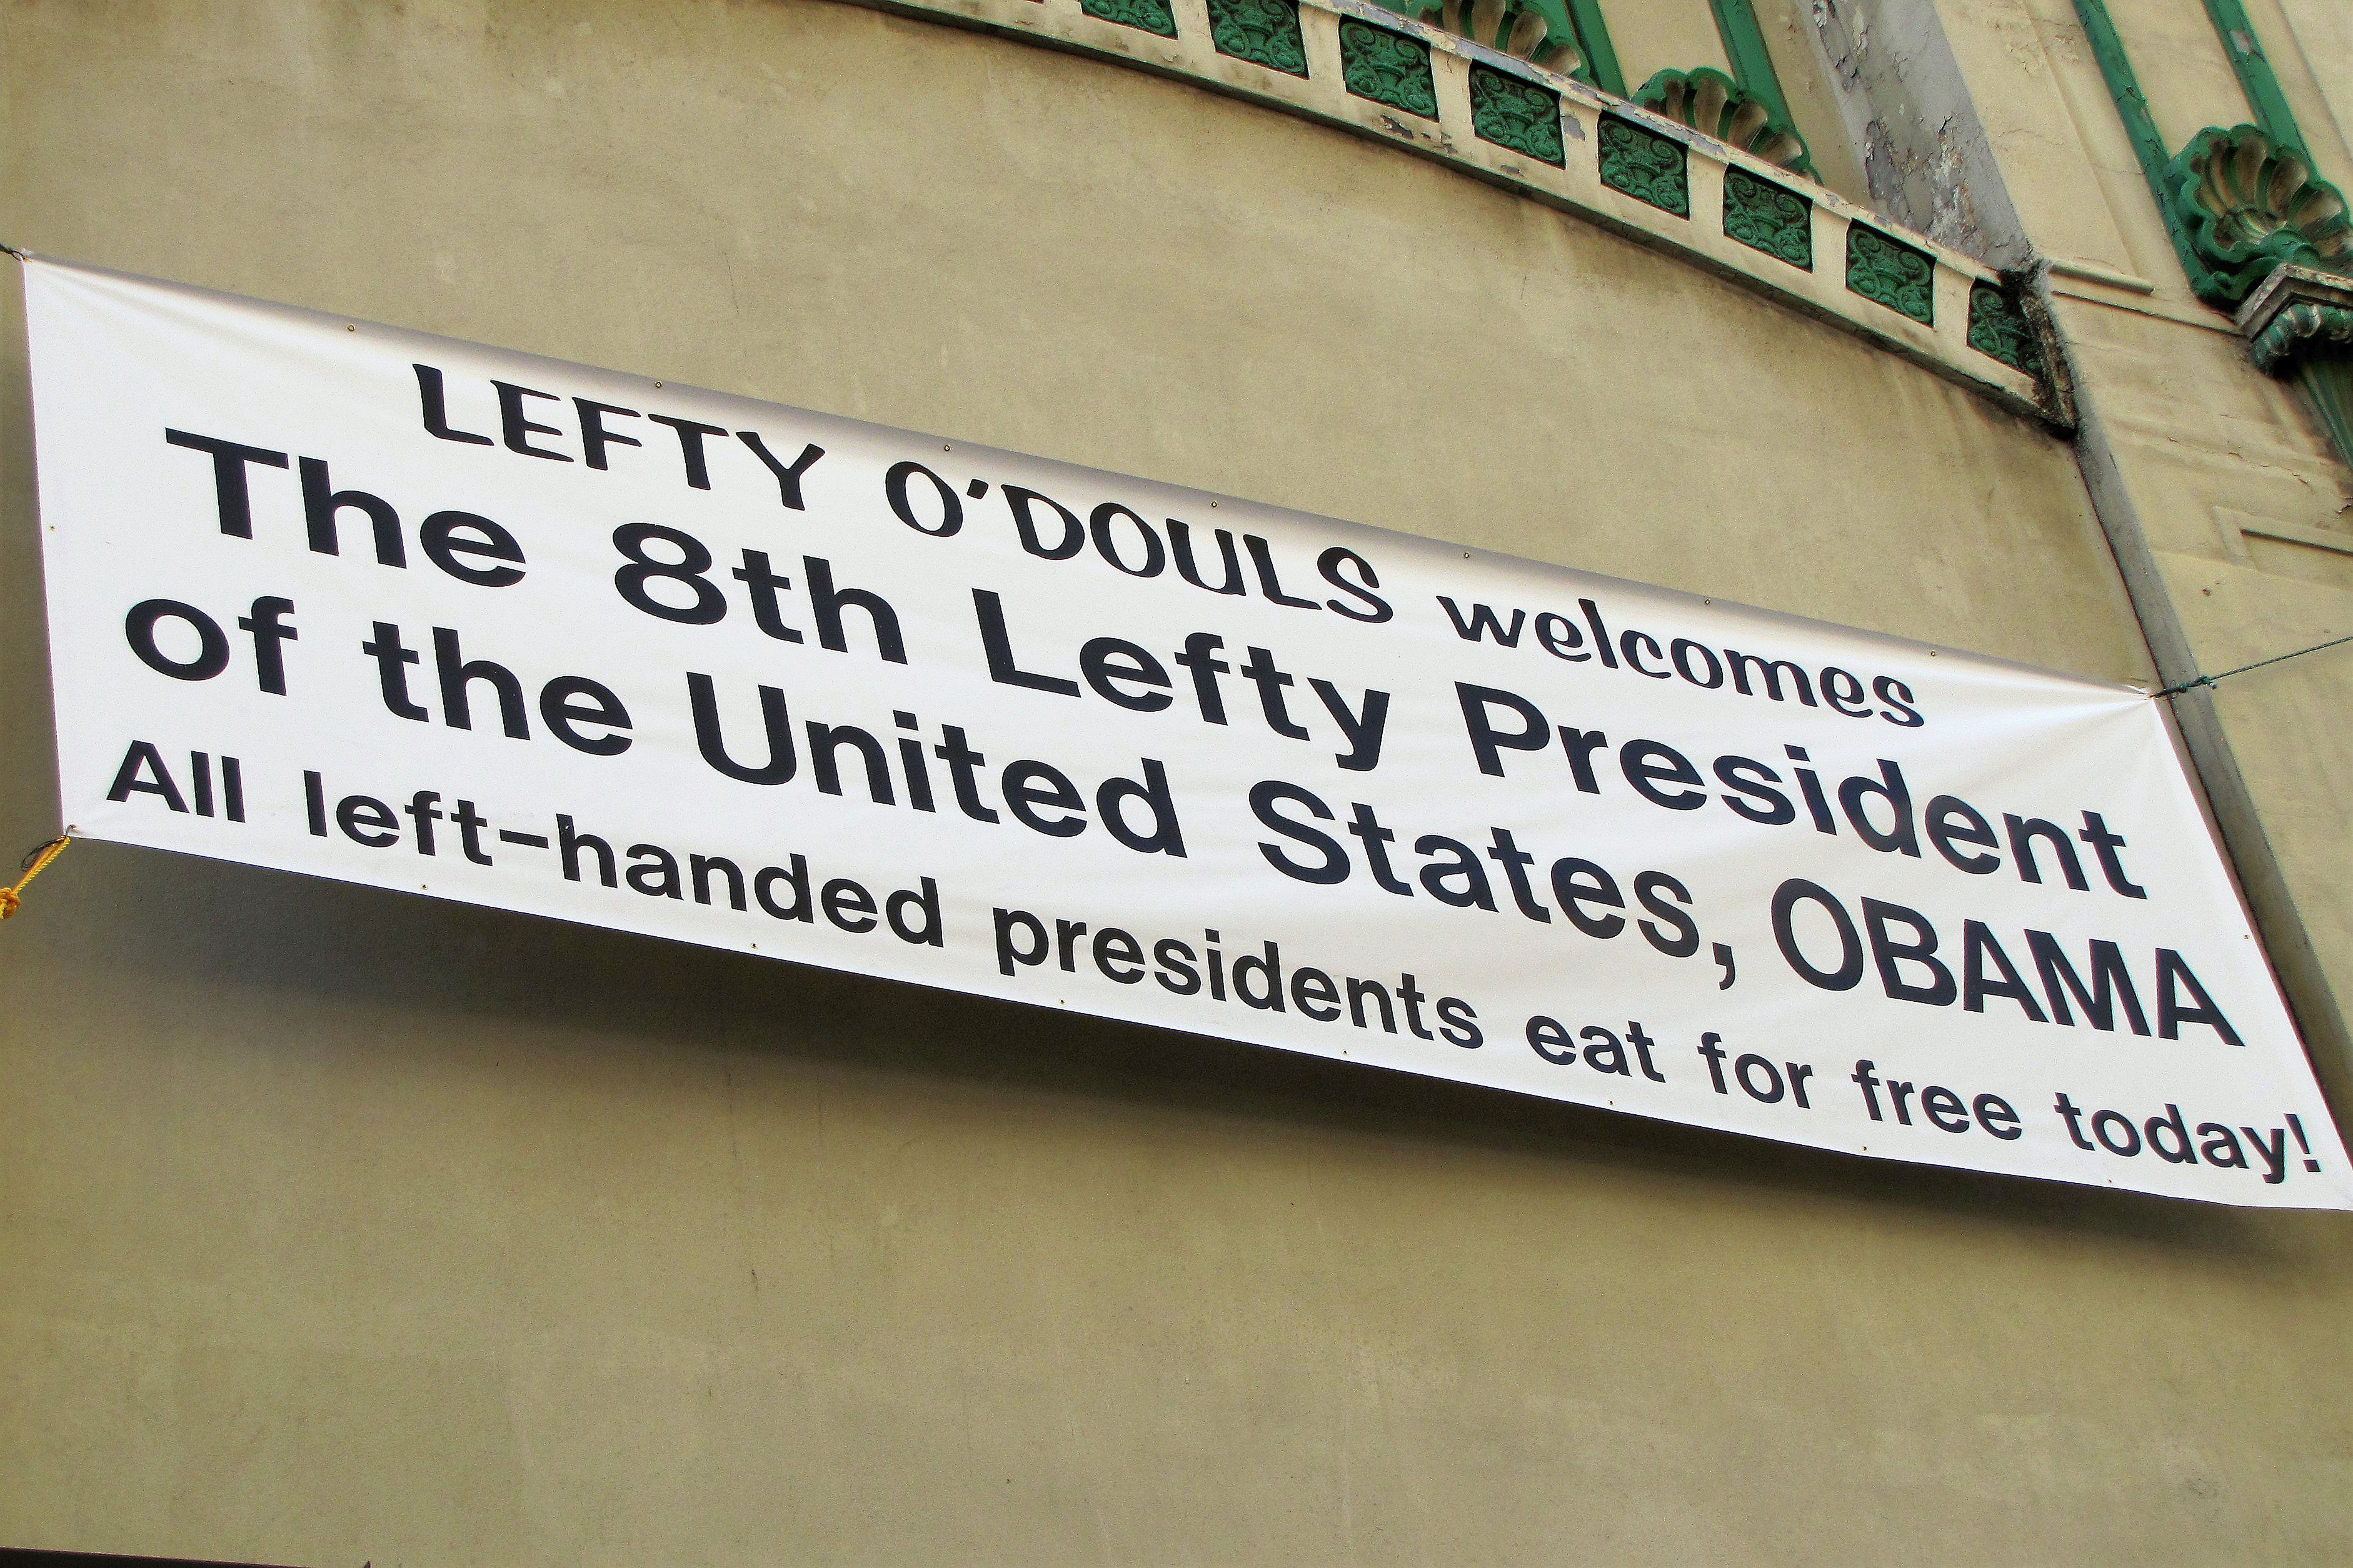 LEFTY O'DOULS welcomes
The 8th Lefty President
of the United States, OBAMA
All left-handed presidents eat for free today!